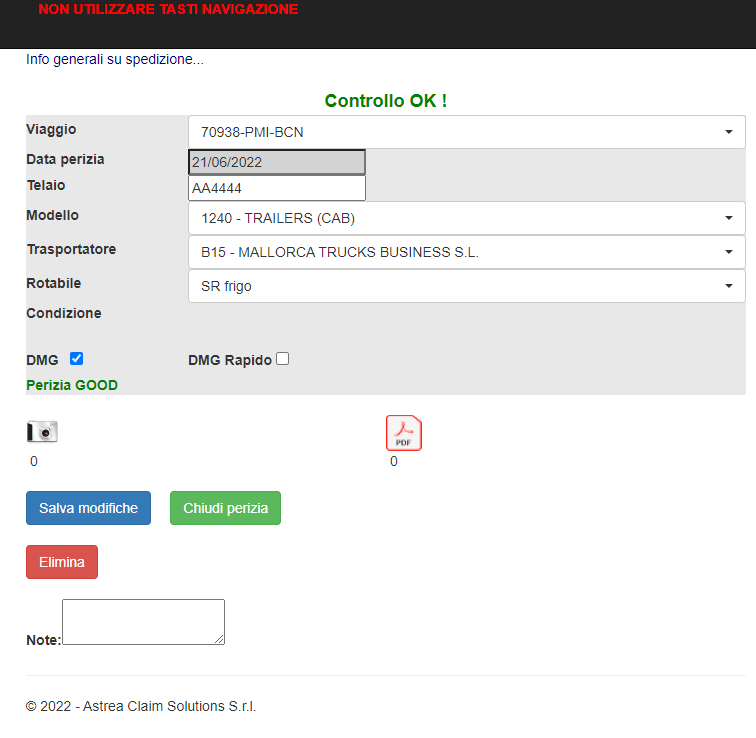 NON UTILIZZARE TASTI NAVIGAZIONE
Info generali su spedizione...
Controllo OK !
Viaggio 70938-PMI-BCN
Data perizia 21/06/2022
Telaio AA4444
Modello 1240 - TRAILERS (CAB)
Trasportatore B15 - MALLORCA TRUCKS BUSINESS S.L.
Rotabile SR frigo
Condizione
DMG DMG Rapido
Perizia GOOD
PDF
0 0
Salva modifiche Chiudi perizia
Elimina
Note:
© 2022 - Astrea Claim Solutions S.r.l.